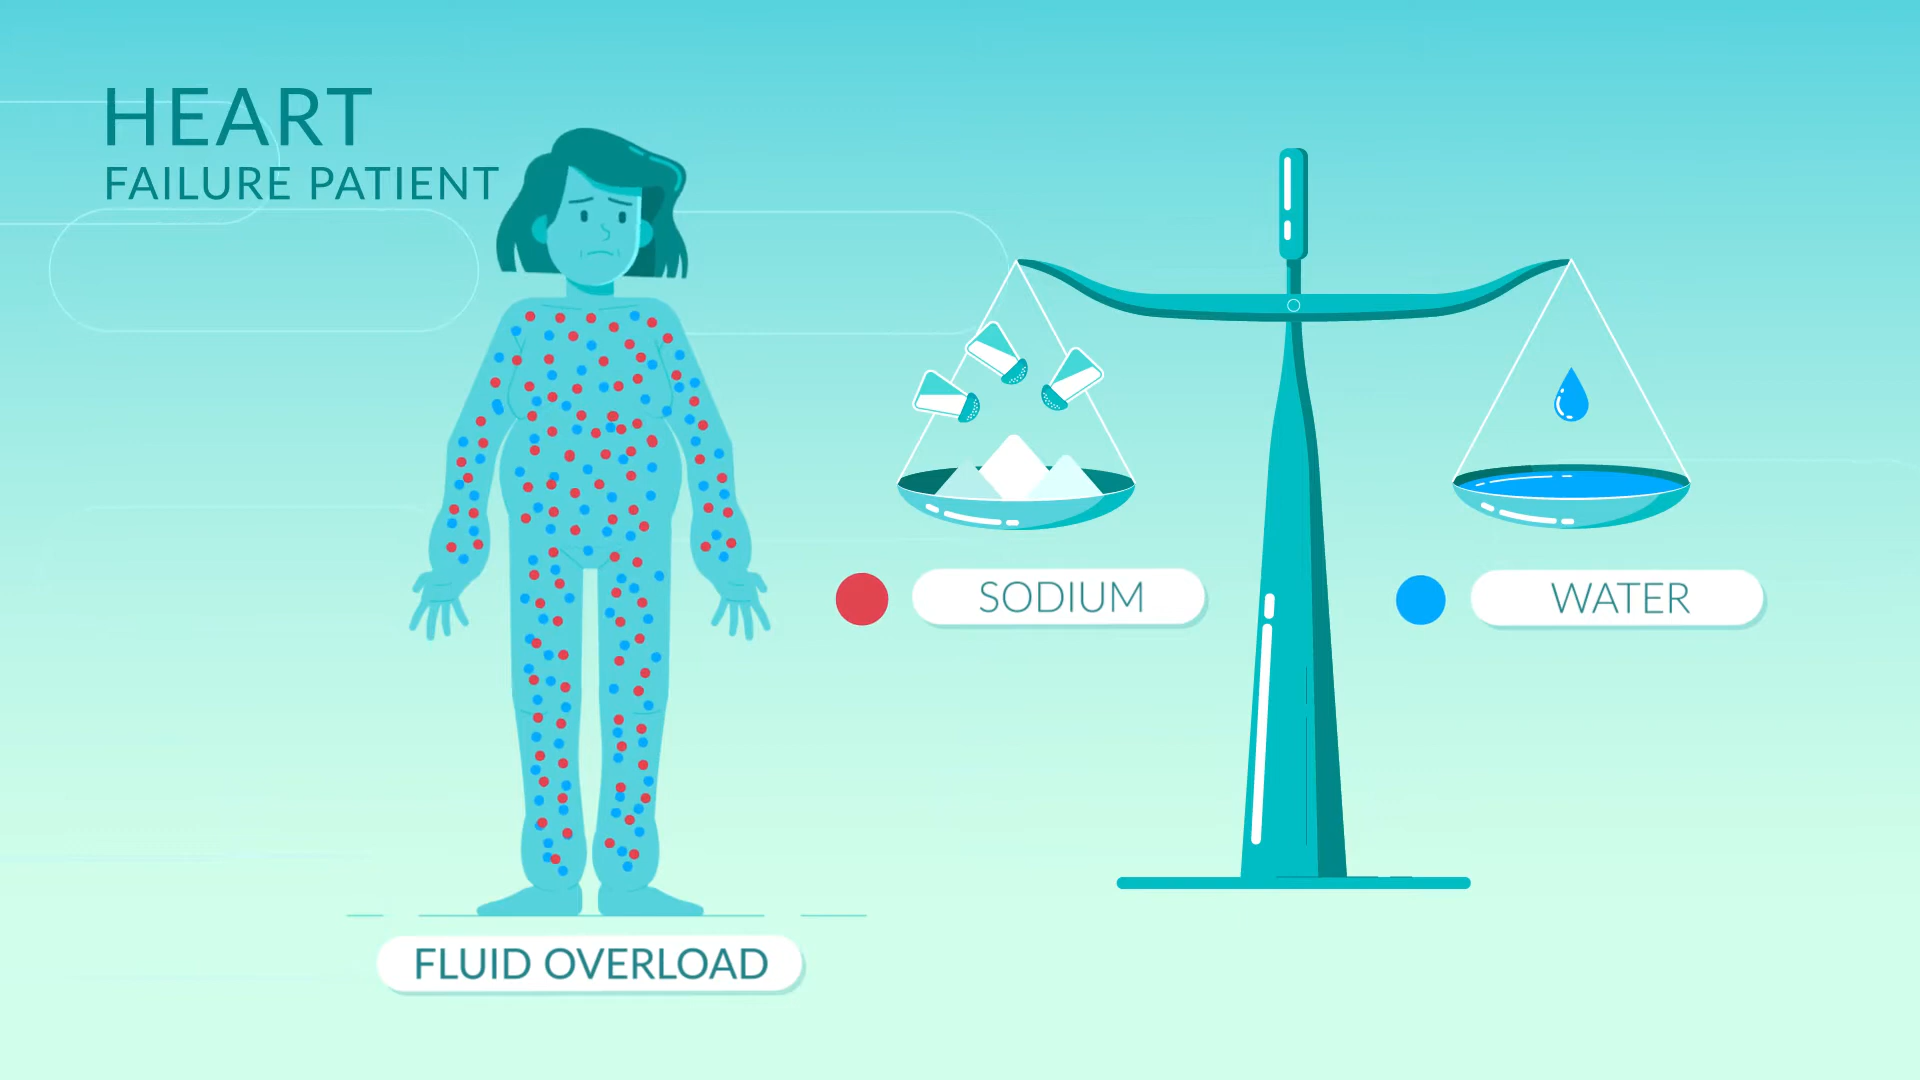 HEART
FAILURE PATIENT
SODIUM
WATER
FLUID OVERLOAD